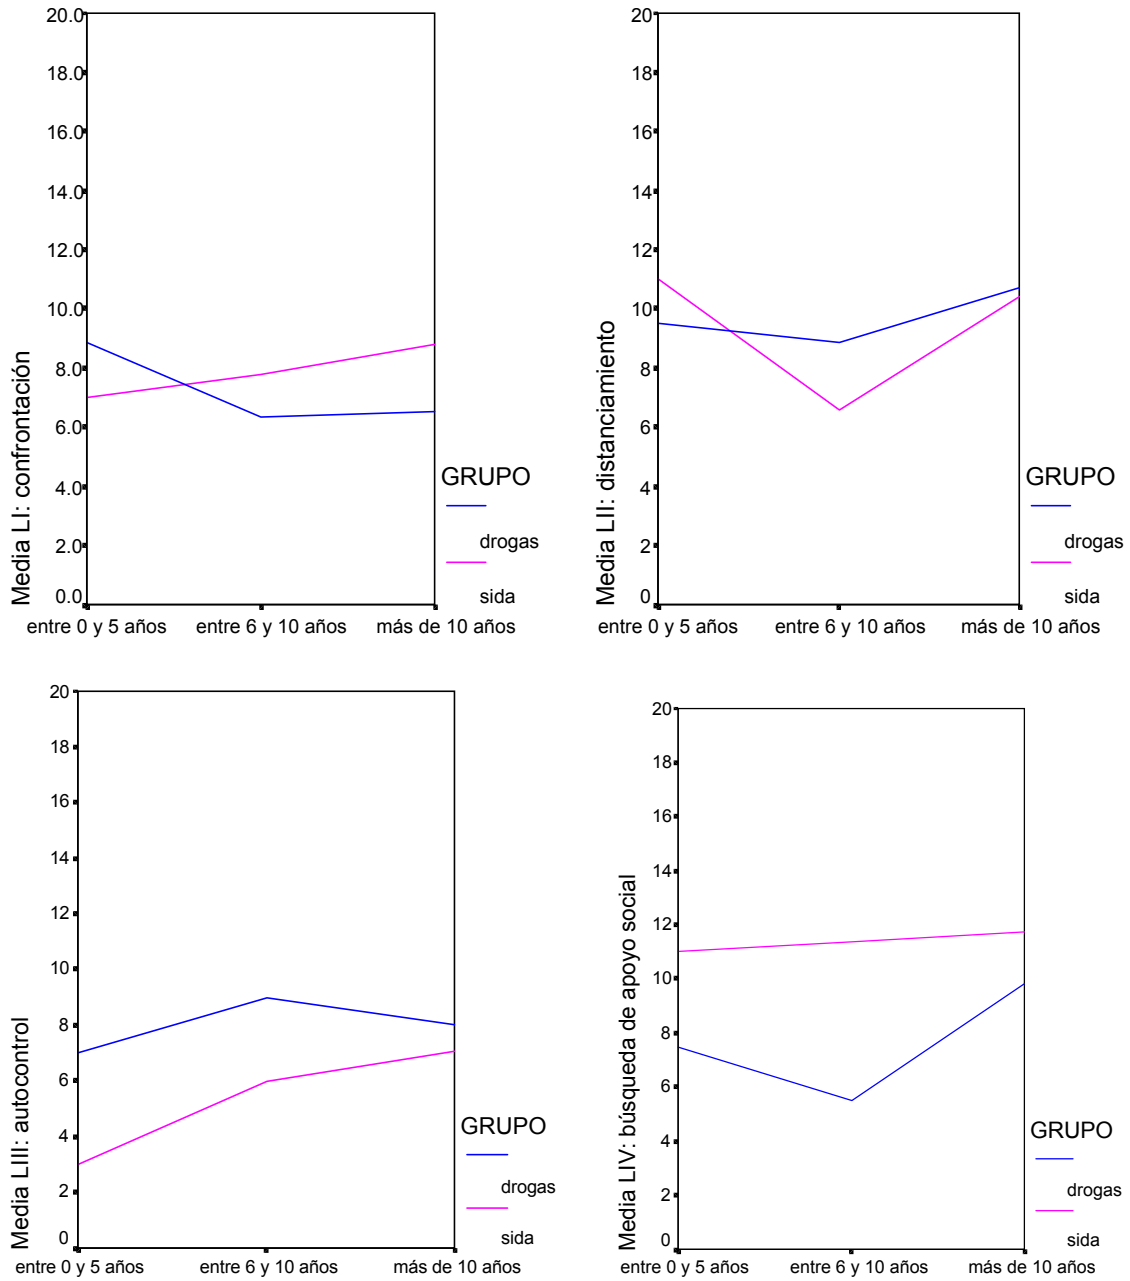 20.0
18.0
16.0
14.0
12.0
10.0
8.0
6.0
4.0
2.0
0.0
Media LI: confrontación
entre 0 y 5 años entre 6 y 10 años más de 10 años
GRUPO
drogas
sida
20
18
16
14
12
10
8
6
4
2
0
Media LII: distanciamiento
entre 0 y 5 años entre 6 y 10 años más de 10 años
GRUPO
drogas
sida
20
18
16
14
12
10
8
6
4
2
0
Media LIII: autocontrol
entre 0 y 5 años entre 6 y 10 años más de 10 años
GRUPO
drogas
sida
20
18
16
14
12
10
8
6
4
2
0
Media LIV: búsqueda de apoyo social
entre 0 y 5 años entre 6 y 10 años más de 10 años
GRUPO
drogas
sida